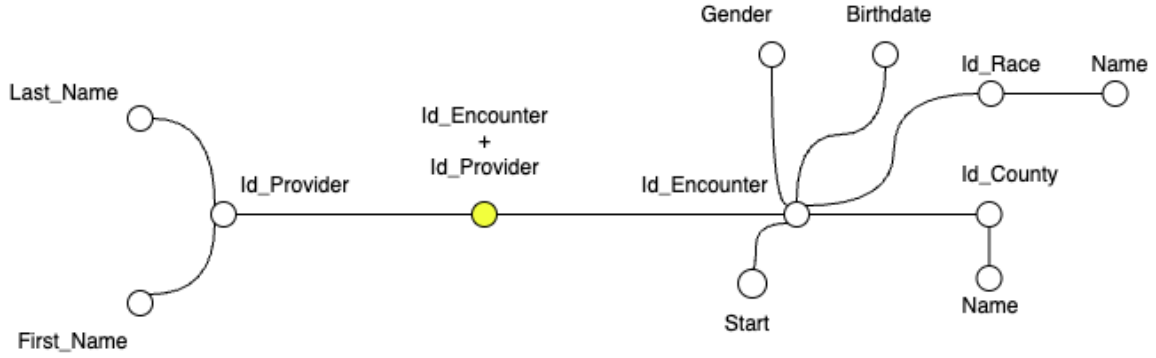 Gender
Birthdate
Id_Race
Name
Last_Name
Id_Encounter
+
Id_Provider
Id_Provider
Id_Encounter
Id_County
Name
Start
First_Name